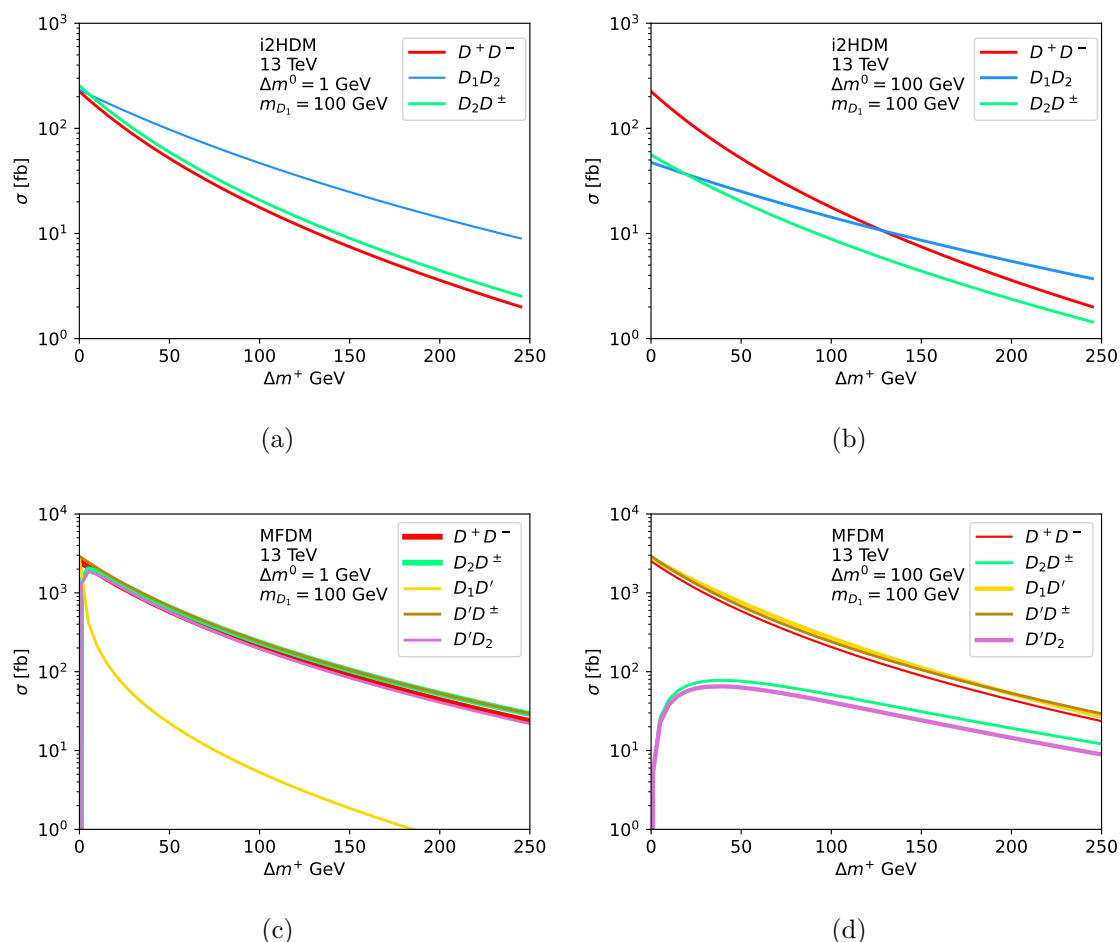 i2HDM
13 TeV
Δm⁰ = 1 GeV
m_{D₁} = 100 GeV
D⁺D⁻
D₁D₂
D₂D^±
σ [fb]
10³
10²
10¹
10⁰
0 50 100 150 200 250
Δm⁺ GeV
(a)
i2HDM
13 TeV
Δm⁰ = 100 GeV
m_{D₁} = 100 GeV
D⁺D⁻
D₁D₂
D₂D^±
σ [fb]
10³
10²
10¹
10⁰
0 50 100 150 200 250
Δm⁺ GeV
(b)
MFDM
13 TeV
Δm⁰ = 1 GeV
m_{D₁} = 100 GeV
D⁺D⁻
D₂D^±
D₁D′
D′D^±
D′D₂
σ [fb]
10⁴
10³
10²
10¹
10⁰
0 50 100 150 200 250
Δm⁺ GeV
(c)
MFDM
13 TeV
Δm⁰ = 100 GeV
m_{D₁} = 100 GeV
D⁺D⁻
D₂D^±
D₁D′
D′D^±
D′D₂
σ [fb]
10⁴
10³
10²
10¹
10⁰
0 50 100 150 200 250
Δm⁺ GeV
(d)